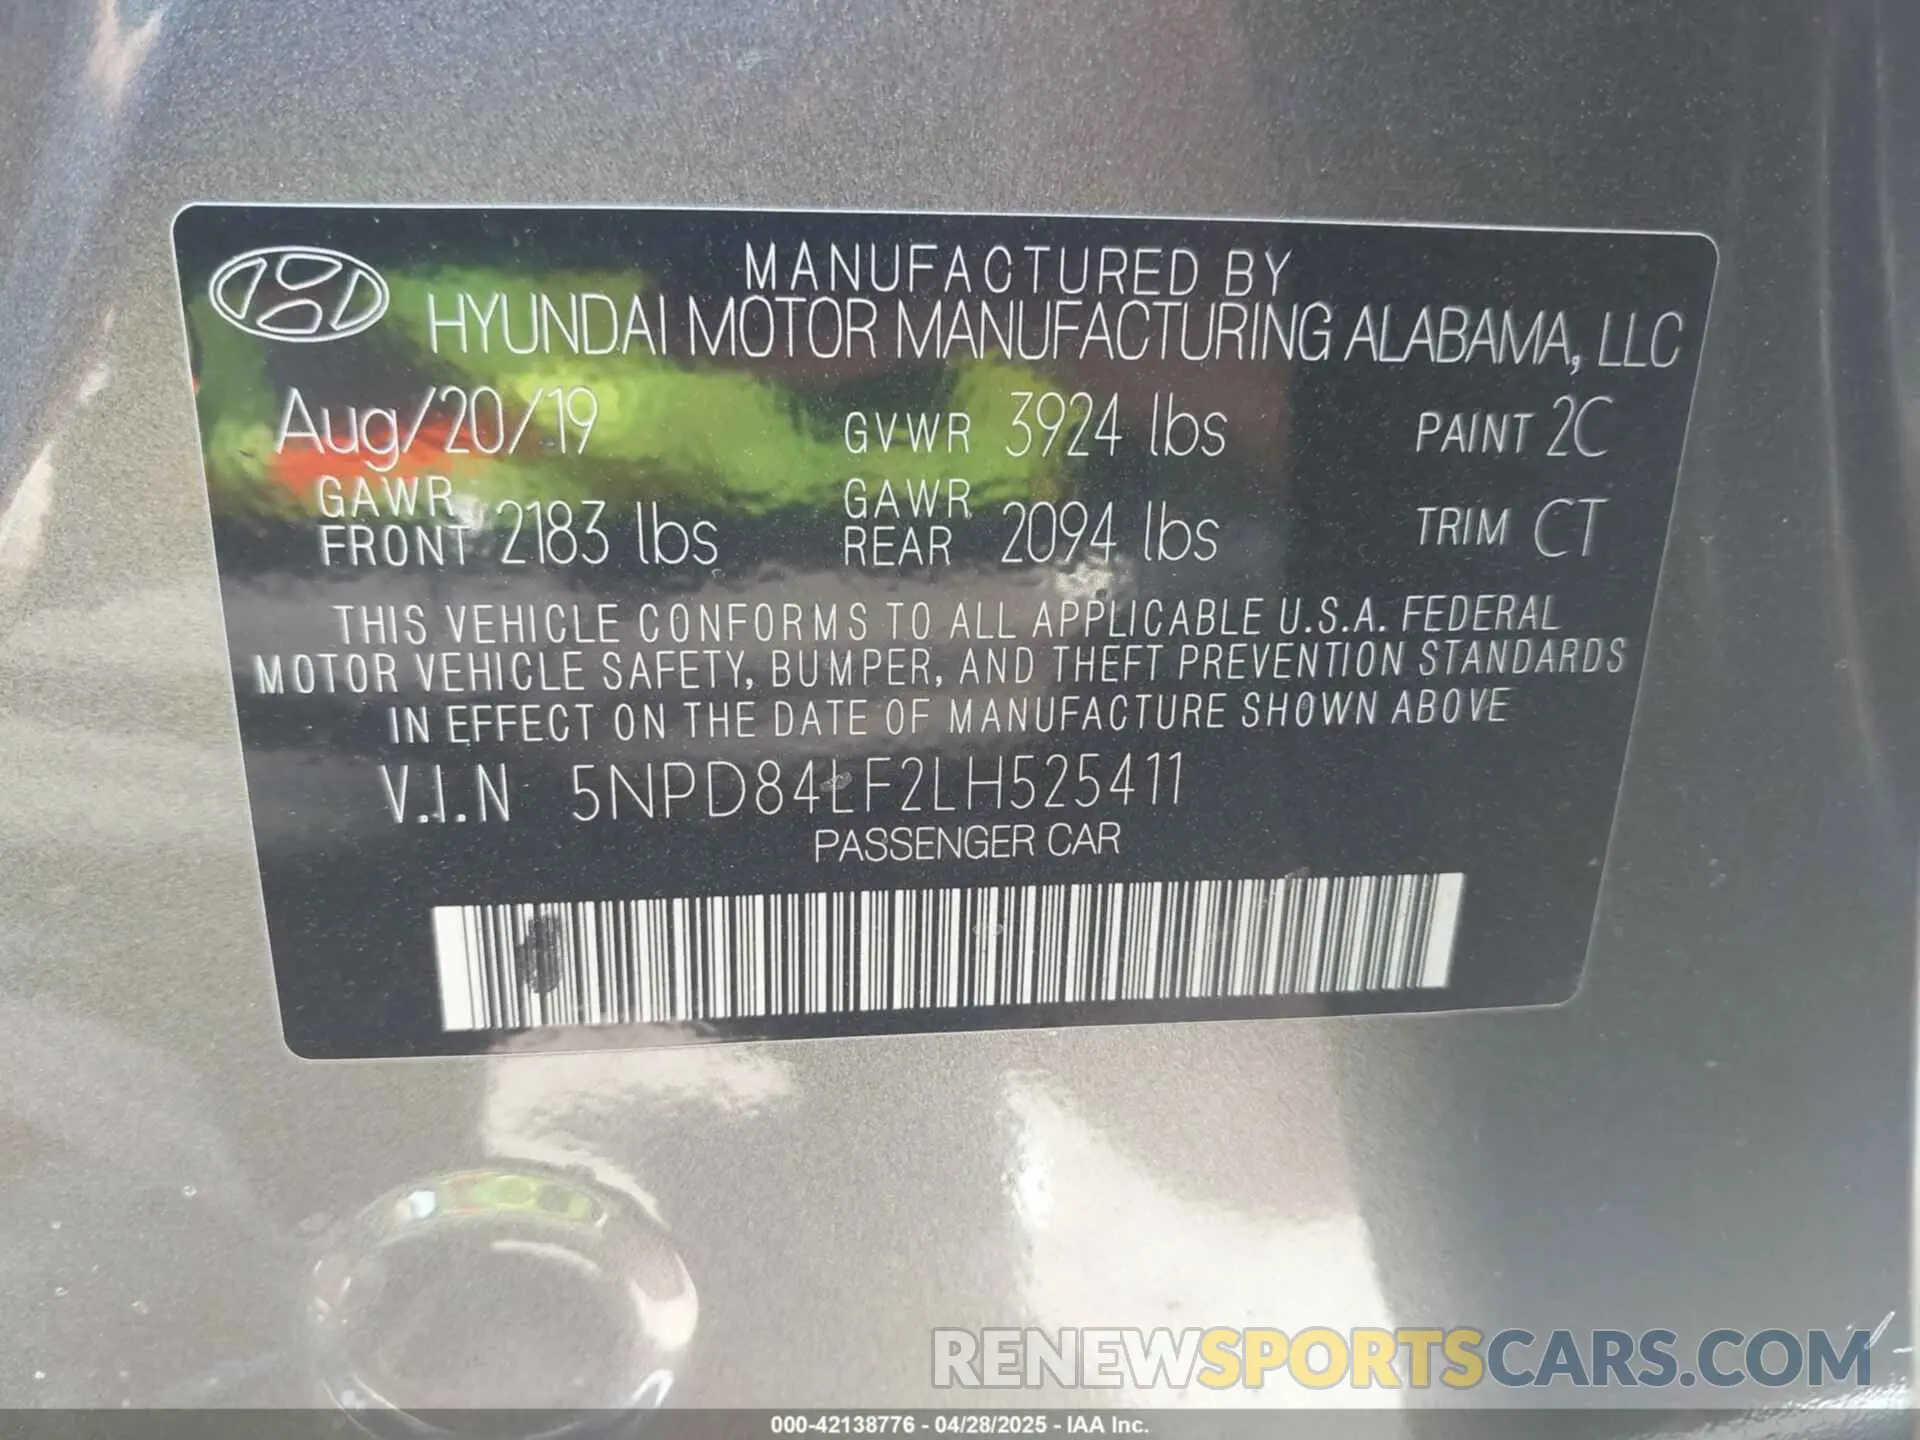 MANUFACTURED BY
HYUNDAI MOTOR MANUFACTURING ALABAMA, LLC
Aug/20/19 GVWR 3924 lbs PAINT 2C
GAWR FRONT 2183 lbs GAWR REAR 2094 lbs TRIM CT
THIS VEHICLE CONFORMS TO ALL APPLICABLE U.S.A. FEDERAL
MOTOR VEHICLE SAFETY, BUMPER, AND THEFT PREVENTION STANDARDS
IN EFFECT ON THE DATE OF MANUFACTURE SHOWN ABOVE
V.I.N 5NPD84LF2LH525411
PASSENGER CAR
RENEWSPORTSCARS.COM
000-42138776 - 04/28/2025 - IAA Inc.